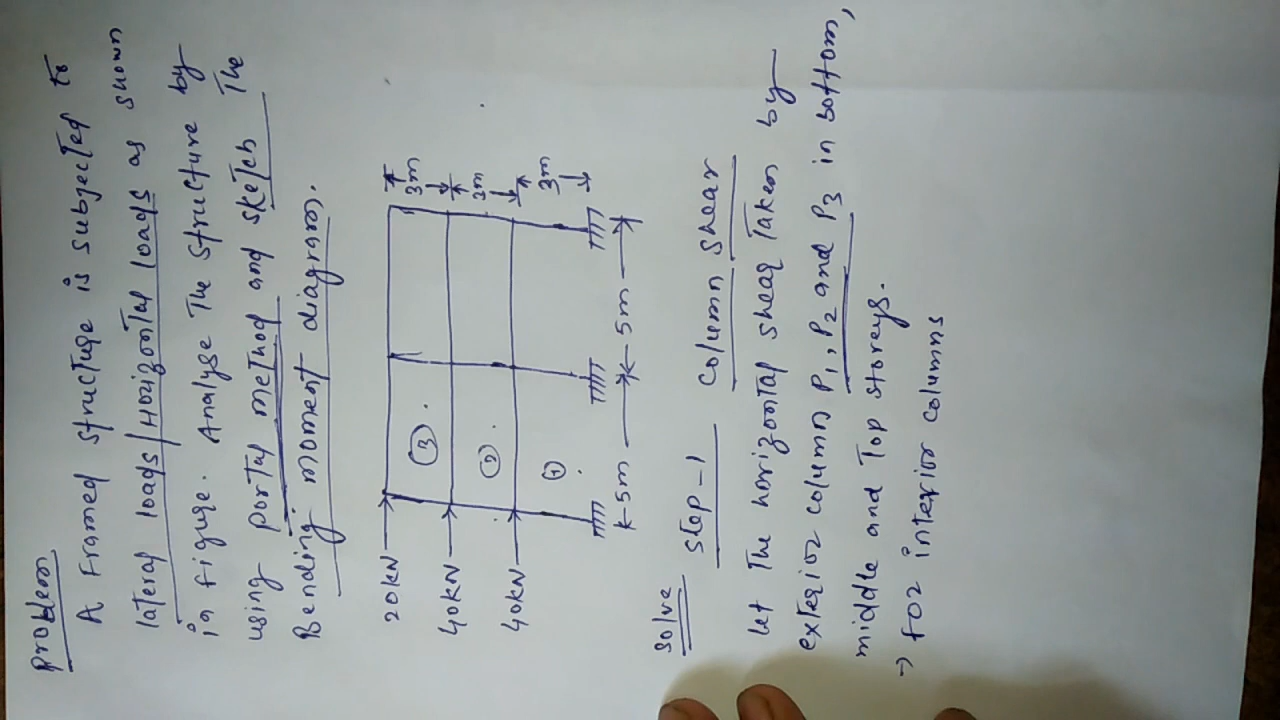 problem
A Framed structure is subjected to
lateral loads/Horizontal loads as shown
in figure. Analyse The structure by
using portal method and sketch The
Bending moment diagram.
20kN
3m
③
40kN
3m
②
40kN
3m
①
5m 5m
Solve
Step-1 Column shear
let The horizontal shear Taken by
exterior column P1, P2 and P3 in bottom,
middle and Top storeys.
→ For interior columns